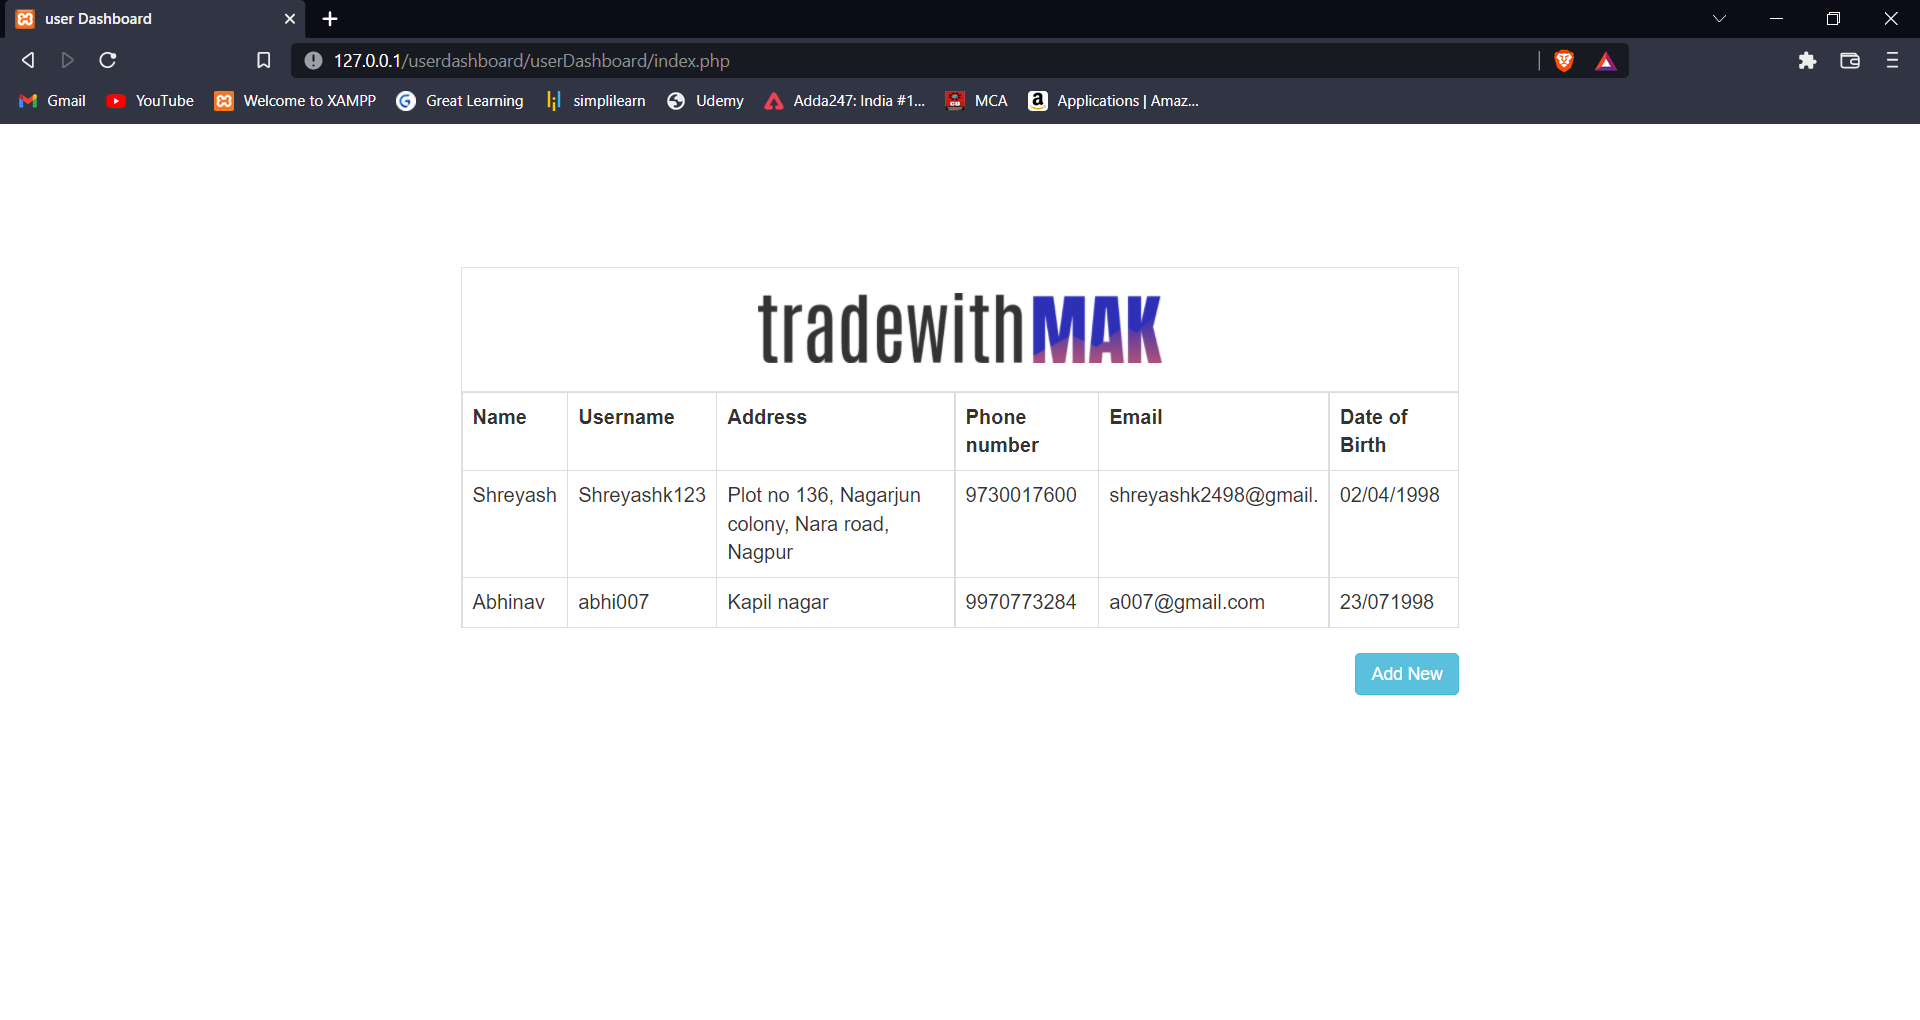 user Dashboard
127.0.0.1/userdashboard/userDashboard/index.php
Gmail YouTube Welcome to XAMPP Great Learning simplilearn Udemy Adda247: India #1... MCA Applications | Amaz...
tradewithMAK
Name Username Address Phone number Email Date of Birth
Shreyash Shreyashk123 Plot no 136, Nagarjun colony, Nara road, Nagpur 9730017600 shreyashk2498@gmail. 02/04/1998
Abhinav abhi007 Kapil nagar 9970773284 a007@gmail.com 23/071998
Add New